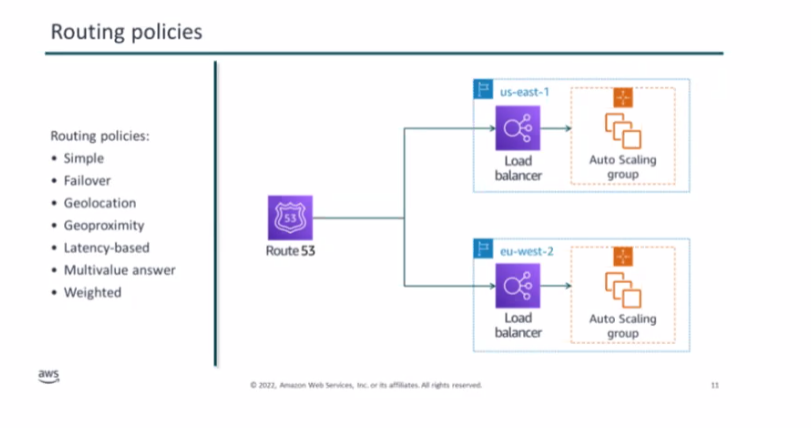 Routing policies
Routing policies:
• Simple
• Failover
• Geolocation
• Geoproximity
• Latency-based
• Multivalue answer
• Weighted
53
Route 53
us-east-1
Load
balancer
Auto Scaling
group
eu-west-2
Load
balancer
Auto Scaling
group
aws
© 2022, Amazon Web Services, Inc. or its affiliates. All rights reserved.
11